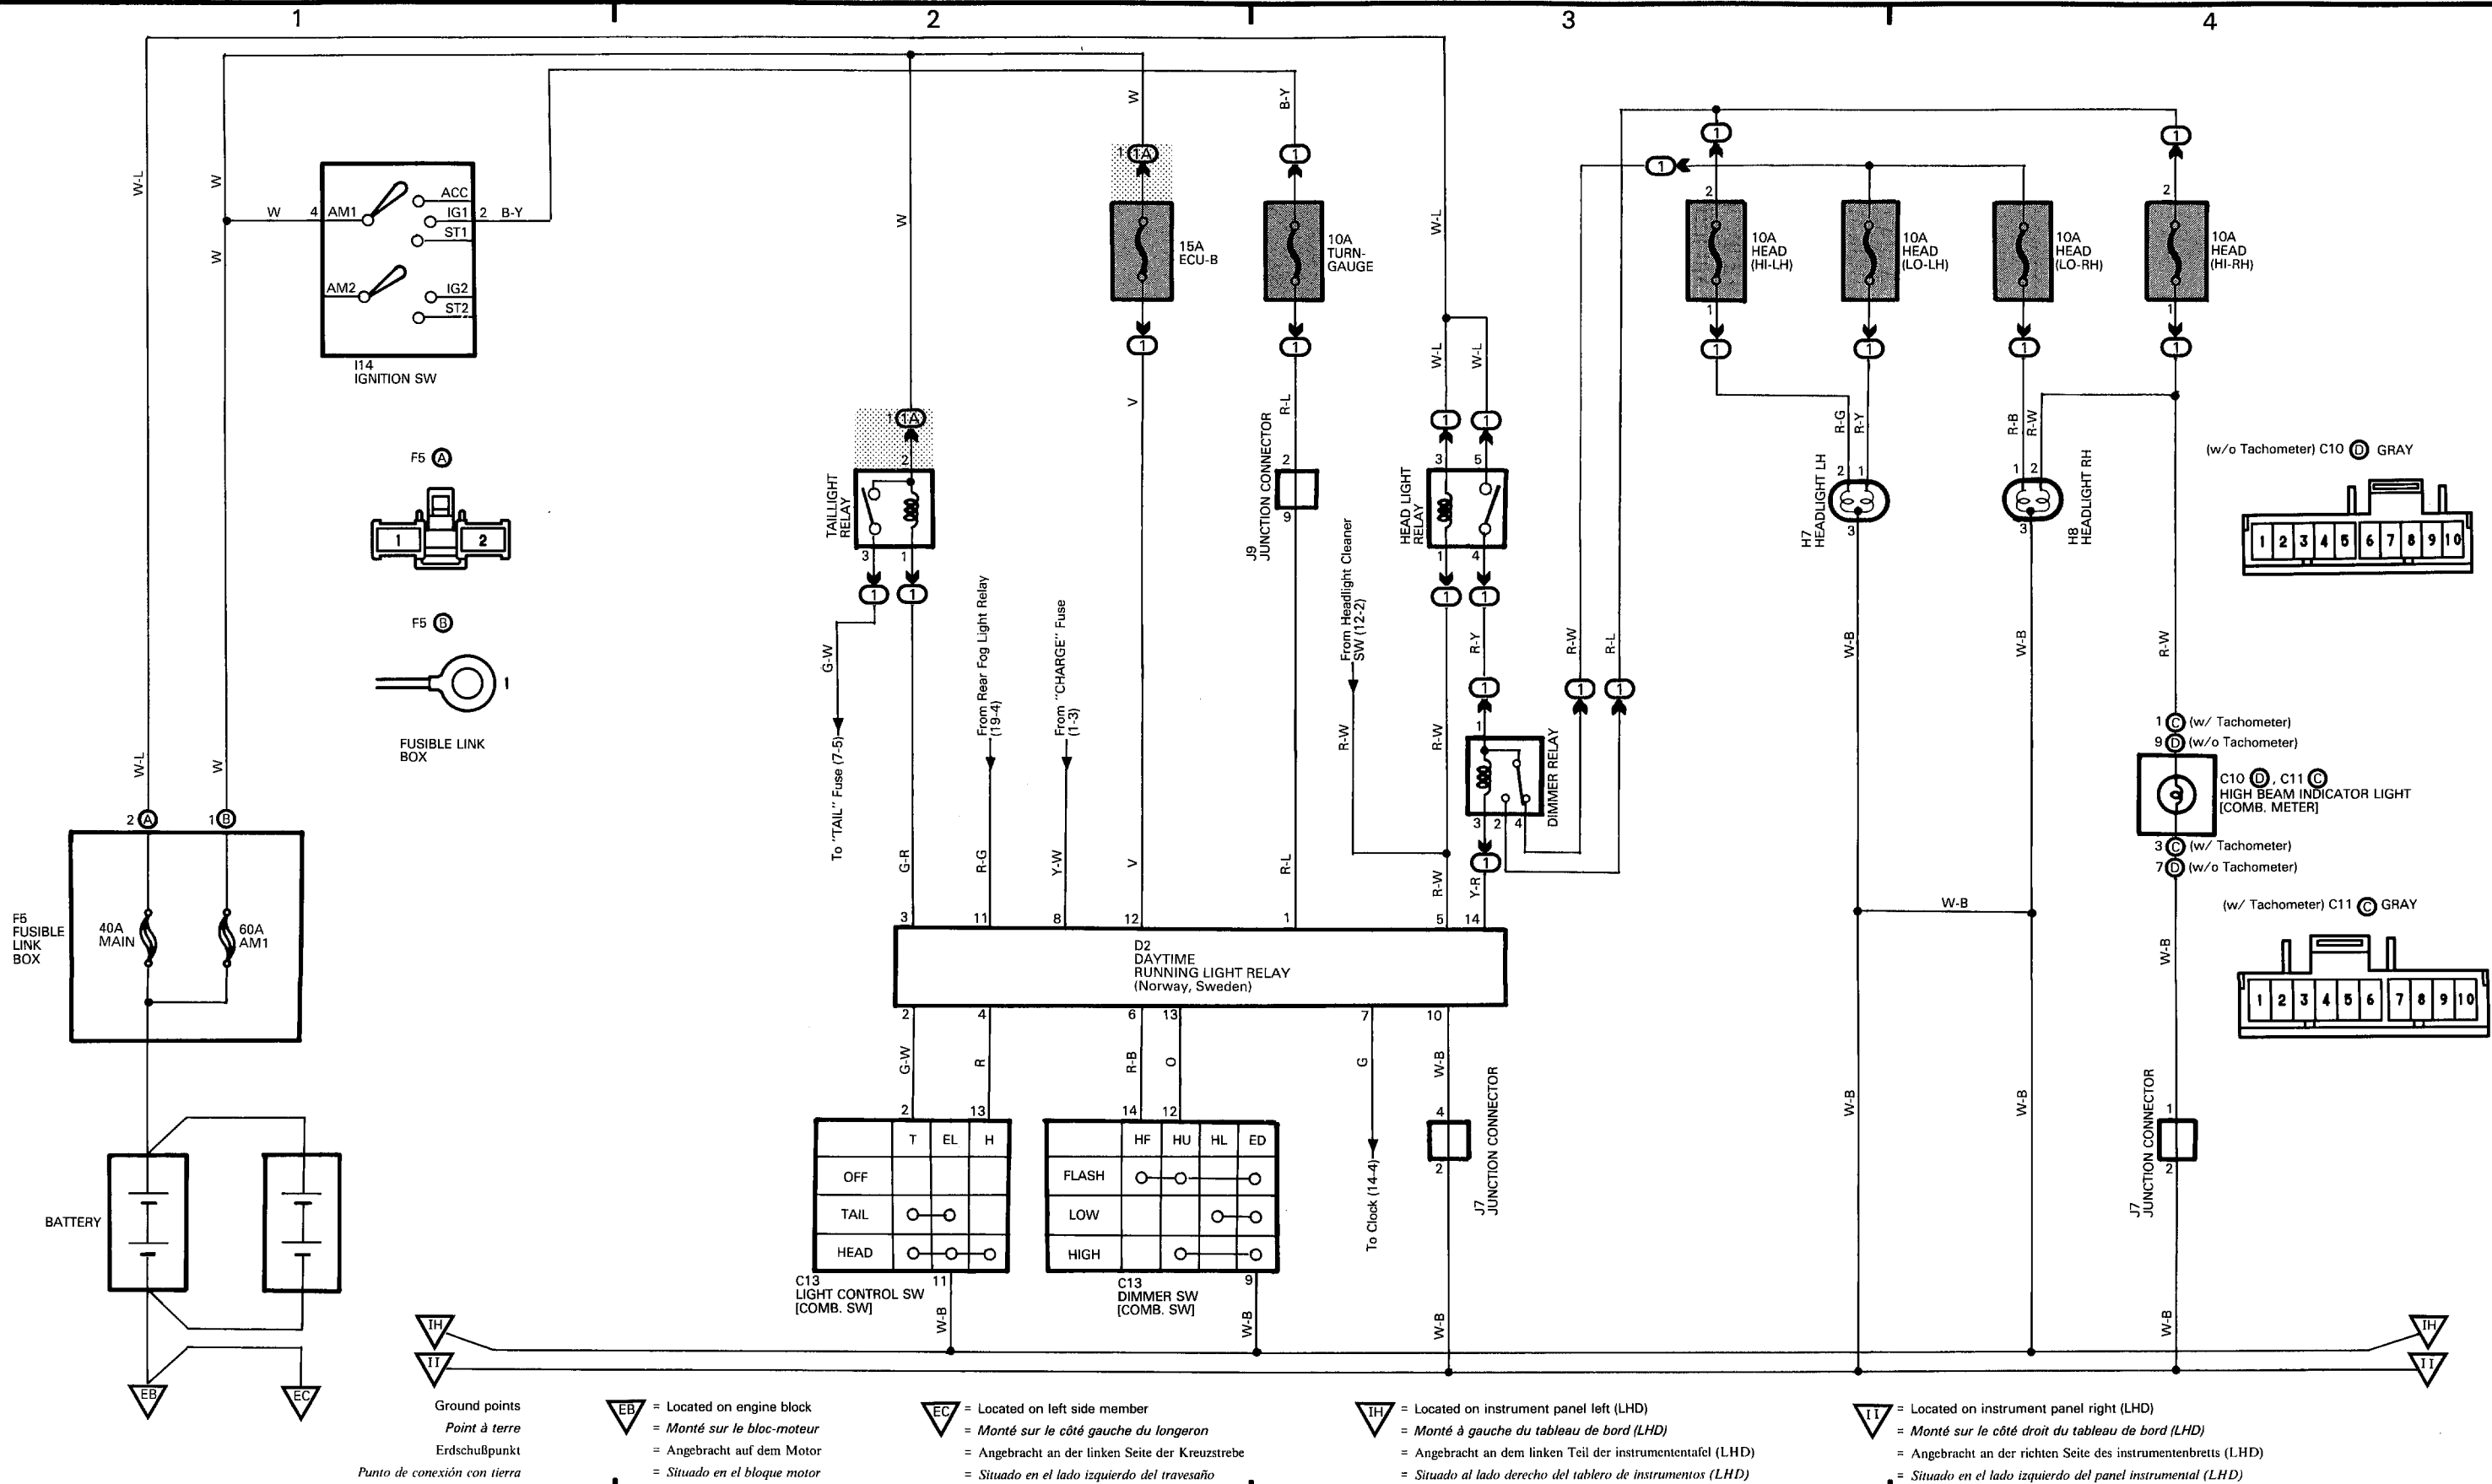 1
2
3
4
W-L
W
W
W
4
AM1
ACC
IG1
ST1
2
B-Y
AM2
IG2
ST2
I14
IGNITION SW
W
W
B-Y
1
1A
1
15A
ECU-B
10A
TURN-
GAUGE
1
1
W-L
1
1
1
2
2
10A
HEAD
(HI-LH)
10A
HEAD
(LO-LH)
10A
HEAD
(LO-RH)
10A
HEAD
(HI-RH)
1
1
1
1
1
1
V
R-L
W-L
W-L
R-G
R-Y
R-B
R-W
1
1A
2
TAILLIGHT
RELAY
3
1
1
1
J9
JUNCTION CONNECTOR
2
9
1
1
3
5
HEAD LIGHT
RELAY
1
4
1
1
2
1
H7
HEADLIGHT LH
3
1
2
H8
HEADLIGHT RH
3
(w/o Tachometer) C10 D GRAY
1 2 3 4 5 6 7 8 9 10
F5 A
1
2
F5 B
1
FUSIBLE LINK
BOX
G-W
To "TAIL" Fuse (7-5)
From Rear Fog Light Relay
(19-4)
From "CHARGE" Fuse
(1-3)
From Headlight Cleaner
SW (12-2)
R-W
R-W
R-Y
R-W
R-L
1
1
1
1
DIMMER RELAY
3
2
4
1
W-B
W-B
R-W
1 C (w/ Tachometer)
9 D (w/o Tachometer)
C10 D , C11 C
HIGH BEAM INDICATOR LIGHT
[COMB. METER]
3 C (w/ Tachometer)
7 D (w/o Tachometer)
(w/ Tachometer) C11 C GRAY
1 2 3 4 5 6 7 8 9 10
W-L
W
2 A
1 B
F5
FUSIBLE
LINK
BOX
40A
MAIN
60A
AM1
G-R
R-G
Y-W
V
R-L
R-W
Y-R
3
11
8
12
1
5
14
D2
DAYTIME
RUNNING LIGHT RELAY
(Norway, Sweden)
2
4
6
13
7
10
W-B
W-B
G-W
R
R-B
O
G
W-B
2
13
T EL H
OFF
TAIL
HEAD
C13
LIGHT CONTROL SW
[COMB. SW]
11
14
12
HF HU HL ED
FLASH
LOW
HIGH
C13
DIMMER SW
[COMB. SW]
9
To Clock (14-4)
4
2
J7
JUNCTION CONNECTOR
W-B
W-B
1
2
J7
JUNCTION CONNECTOR
BATTERY
W-B
W-B
W-B
W-B
IH
II
IH
II
EB
EC
Ground points
Point à terre
Erdschußpunkt
Punto de conexión con tierra
EB = Located on engine block
= Monté sur le bloc-moteur
= Angebracht auf dem Motor
= Situado en el bloque motor
EC = Located on left side member
= Monté sur le côté gauche du longeron
= Angebracht an der linken Seite der Kreuzstrebe
= Situado en el lado izquierdo del travesaño
IH = Located on instrument panel left (LHD)
= Monté à gauche du tableau de bord (LHD)
= Angebracht an dem linken Teil der instrumententafel (LHD)
= Situado al lado derecho del tablero de instrumentos (LHD)
II = Located on instrument panel right (LHD)
= Monté sur le côté droit du tableau de bord (LHD)
= Angebracht an der richten Seite des instrumentenbretts (LHD)
= Situado en el lado izquierdo del panel instrumental (LHD)